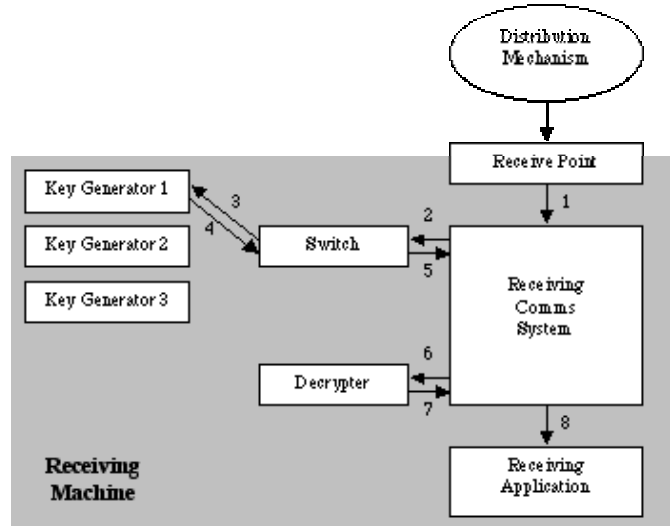 Distribution
Mechanism
Receive Point
Key Generator 1
3
1
4
2
Switch
Key Generator 2
5
Receiving
Comms
System
Key Generator 3
6
Decrypter
7
8
Receiving
Machine
Receiving
Application